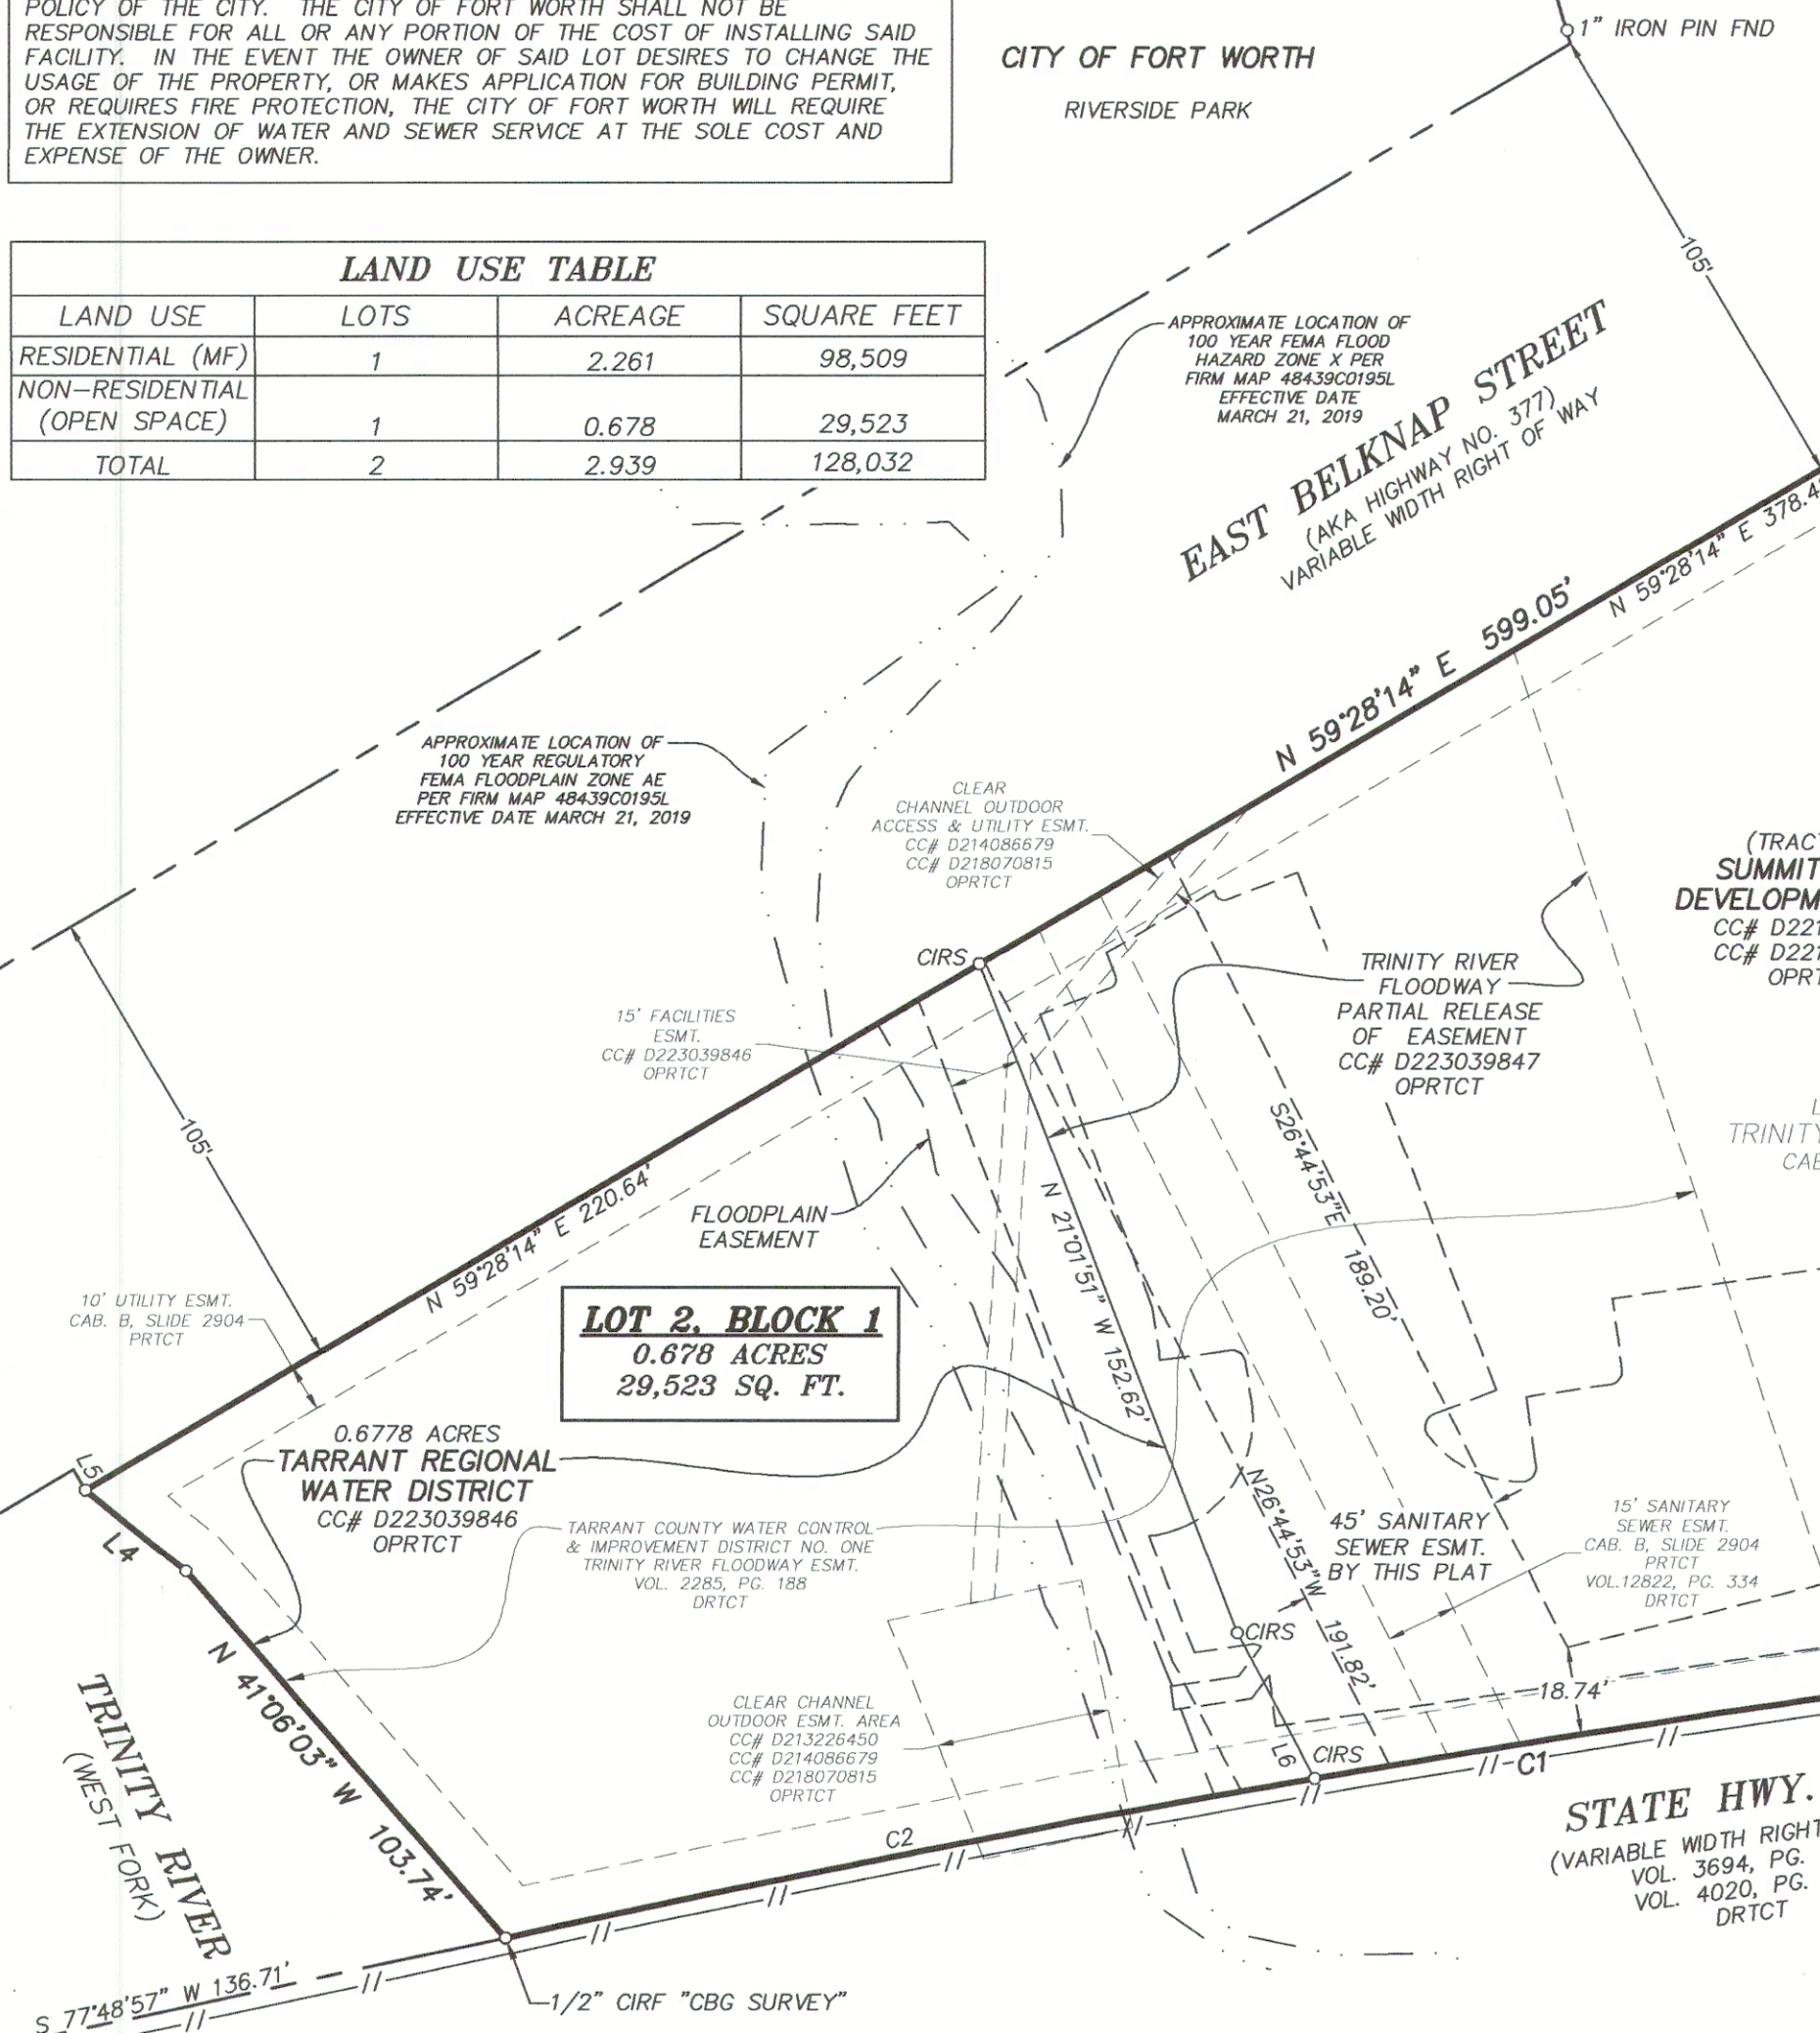 POLICY OF THE CITY. THE CITY OF FORT WORTH SHALL NOT BE
RESPONSIBLE FOR ALL OR ANY PORTION OF THE COST OF INSTALLING SAID
FACILITY. IN THE EVENT THE OWNER OF SAID LOT DESIRES TO CHANGE THE
USAGE OF THE PROPERTY, OR MAKES APPLICATION FOR BUILDING PERMIT,
OR REQUIRES FIRE PROTECTION, THE CITY OF FORT WORTH WILL REQUIRE
THE EXTENSION OF WATER AND SEWER SERVICE AT THE SOLE COST AND
EXPENSE OF THE OWNER.
CITY OF FORT WORTH
RIVERSIDE PARK
1" IRON PIN FND
105'
LAND USE TABLE
LAND USE LOTS ACREAGE SQUARE FEET
RESIDENTIAL (MF) 1 2.261 98,509
NON-RESIDENTIAL
(OPEN SPACE) 1 0.678 29,523
TOTAL 2 2.939 128,032
APPROXIMATE LOCATION OF
100 YEAR FEMA FLOOD
HAZARD ZONE X PER
FIRM MAP 48439C0195L
EFFECTIVE DATE
MARCH 21, 2019
EAST BELKNAP STREET
(AKA HIGHWAY NO. 377)
VARIABLE WIDTH RIGHT OF WAY
N 59°28'14" E 599.05'
N 59°28'14" E 378.4
APPROXIMATE LOCATION OF
100 YEAR REGULATORY
FEMA FLOODPLAIN ZONE AE
PER FIRM MAP 48439C0195L
EFFECTIVE DATE MARCH 21, 2019
CLEAR
CHANNEL OUTDOOR
ACCESS & UTILITY ESMT.
CC# D214086679
CC# D218070815
OPRTCT
(TRAC
SUMMIT
DEVELOPM
CC# D221
CC# D221
OPRT
CIRS
TRINITY RIVER
FLOODWAY
PARTIAL RELEASE
OF EASEMENT
CC# D223039847
OPRTCT
15' FACILITIES
ESMT.
CC# D223039846
OPRTCT
L
TRINITY
CAB
105'
N 59°28'14" E 220.64'
FLOODPLAIN
EASEMENT
N 21°01'51" W 152.62'
S26°44'53"E 189.20'
10' UTILITY ESMT.
CAB. B, SLIDE 2904
PRTCT
LOT 2, BLOCK 1
0.678 ACRES
29,523 SQ. FT.
0.6778 ACRES
TARRANT REGIONAL
WATER DISTRICT
CC# D223039846
OPRTCT
L5
L4
TARRANT COUNTY WATER CONTROL
& IMPROVEMENT DISTRICT NO. ONE
TRINITY RIVER FLOODWAY ESMT.
VOL. 2285, PG. 188
DRTCT
N26°44'53"W 191.82'
45' SANITARY
SEWER ESMT.
BY THIS PLAT
15' SANITARY
SEWER ESMT.
CAB. B, SLIDE 2904
PRTCT
VOL.12822, PG. 334
DRTCT
CIRS
N 41°06'03" W 103.74'
TRINITY RIVER
(WEST FORK)
CLEAR CHANNEL
OUTDOOR ESMT. AREA
CC# D213226450
CC# D214086679
CC# D218070815
OPRTCT
18.74'
L6
CIRS
C1
C2
STATE HWY.
(VARIABLE WIDTH RIGHT
VOL. 3694, PG.
VOL. 4020, PG.
DRTCT
S 77°48'57" W 136.71'
1/2" CIRF "CBG SURVEY"